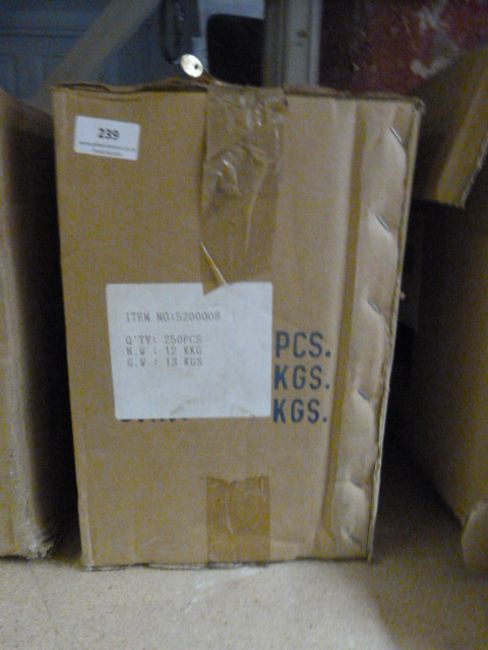 239
ITEM NO:5200008
Q'TY: 250PCS
N.W : 12 KKG
G.W : 13 KGS
PCS.
KGS.
KGS.